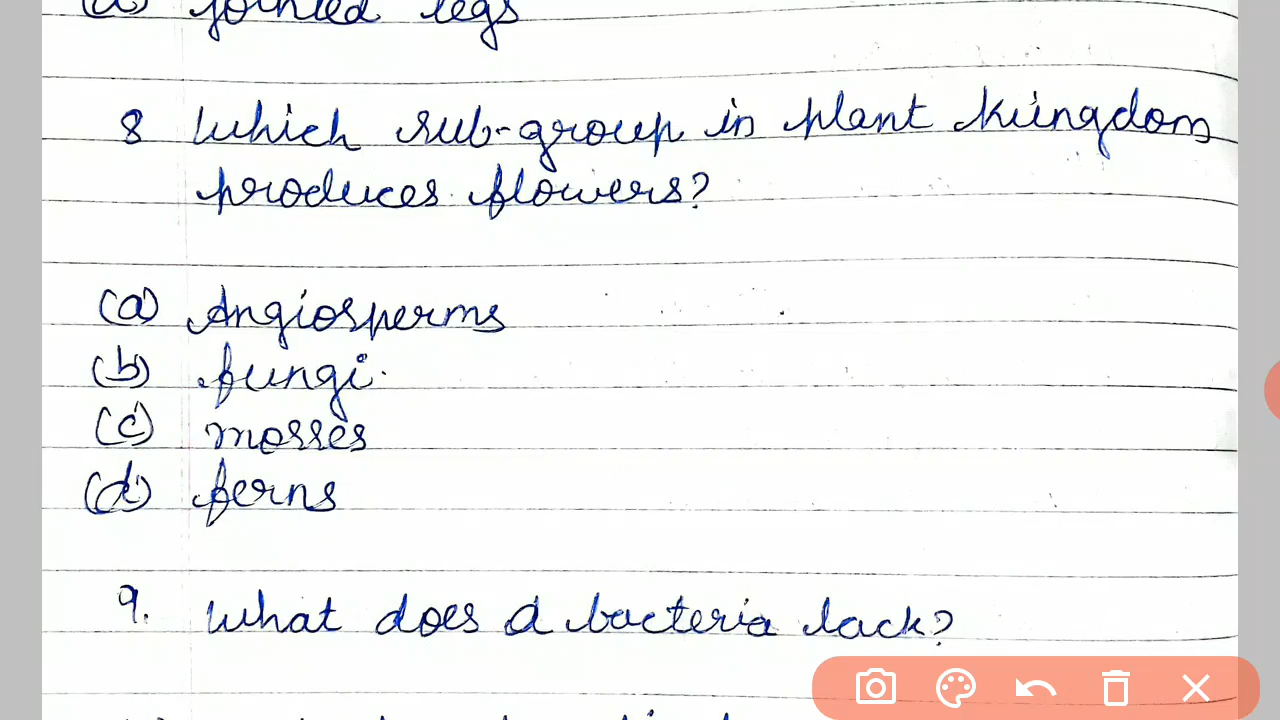 (d) jointed legs
8 Which sub-group in plant kingdom
produces flowers?
(a) Angiosperms
(b) fungi.
(c) mosses
(d) ferns
9. What does a bacteria lack?